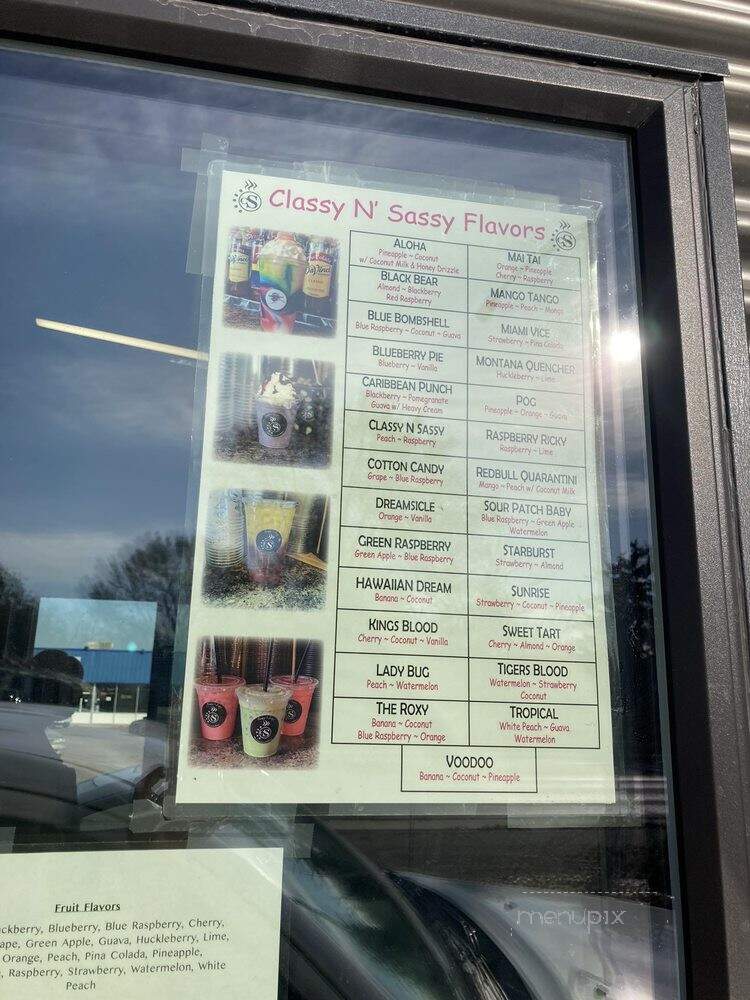 Classy N' Sassy Flavors
ALOHA
Pineapple ~ Coconut
w/ Coconut Milk & Honey Drizzle
BLACK BEAR
Almond ~ Blackberry
Red Raspberry
BLUE BOMBSHELL
Blue Raspberry ~ Coconut ~ Guava
BLUEBERRY PIE
Blueberry ~ Vanilla
CARIBBEAN PUNCH
Blackberry ~ Pomegranate
Guava w/ Heavy Cream
CLASSY N SASSY
Peach ~ Raspberry
COTTON CANDY
Grape ~ Blue Raspberry
DREAMSICLE
Orange ~ Vanilla
GREEN RASPBERRY
Green Apple ~ Blue Raspberry
HAWAIIAN DREAM
Banana ~ Coconut
KINGS BLOOD
Cherry ~ Coconut ~ Vanilla
LADY BUG
Peach ~ Watermelon
THE ROXY
Banana ~ Coconut
Blue Raspberry ~ Orange
MAI TAI
Orange ~ Pineapple
Cherry ~ Raspberry
MANGO TANGO
Pineapple ~ Peach ~ Mango
MIAMI VICE
Strawberry ~ Pina Colada
MONTANA QUENCHER
Huckleberry ~ Lime
POG
Pineapple ~ Orange ~ Guava
RASPBERRY RICKY
Raspberry ~ Lime
REDBULL QUARANTINI
Mango ~ Peach w/ Coconut Milk
SOUR PATCH BABY
Blue Raspberry ~ Green Apple
Watermelon
STARBURST
Strawberry ~ Almond
SUNRISE
Strawberry ~ Coconut ~ Pineapple
SWEET TART
Cherry ~ Almond ~ Orange
TIGERS BLOOD
Watermelon ~ Strawberry
Coconut
TROPICAL
White Peach ~ Guava
Watermelon
VOODOO
Banana ~ Coconut ~ Pineapple
DaVinci
Fruit Flavors
ckberry, Blueberry, Blue Raspberry, Cherry,
ape, Green Apple, Guava, Huckleberry, Lime,
Orange, Peach, Pina Colada, Pineapple,
, Raspberry, Strawberry, Watermelon, White
Peach
menupix